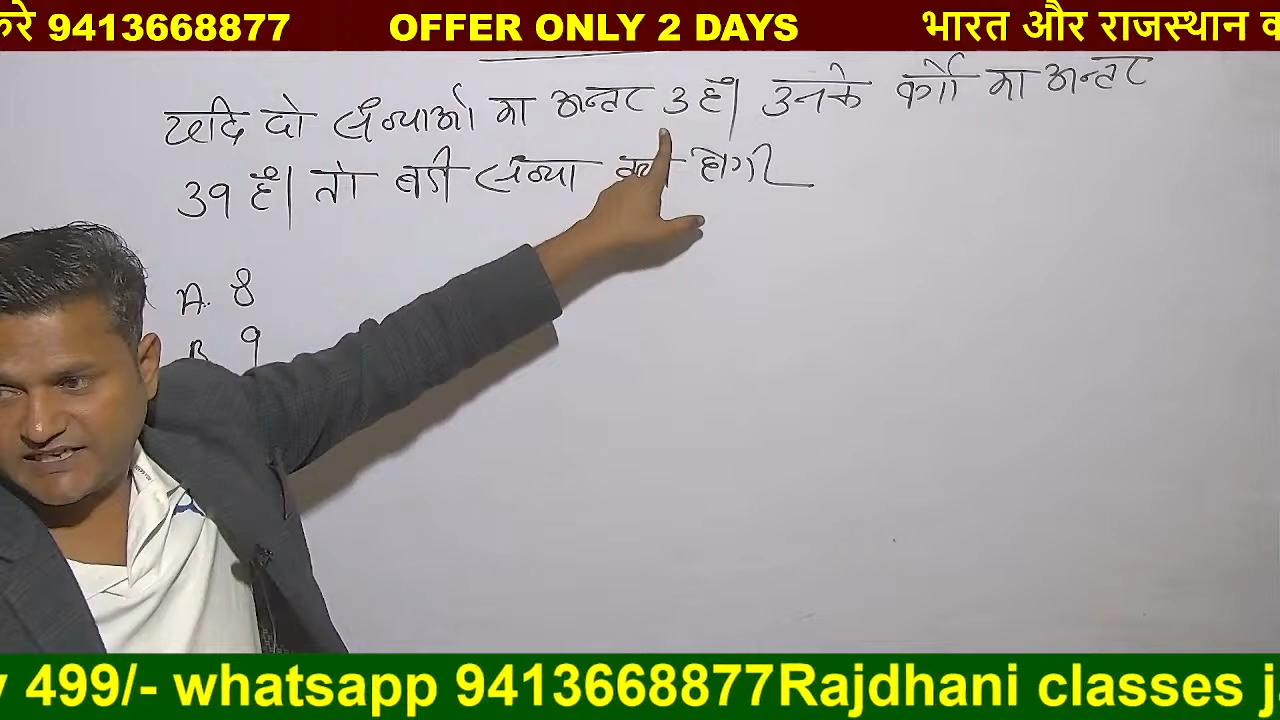 करे 9413668877 OFFER ONLY 2 DAYS भारत और राजस्थान व
यदि दो संख्याओं का अन्तर 3 है। उनके वर्गो का अन्तर
39 है। तो बडी संख्या होगी
A. 8
B 9
y 499/- whatsapp 9413668877Rajdhani classes j